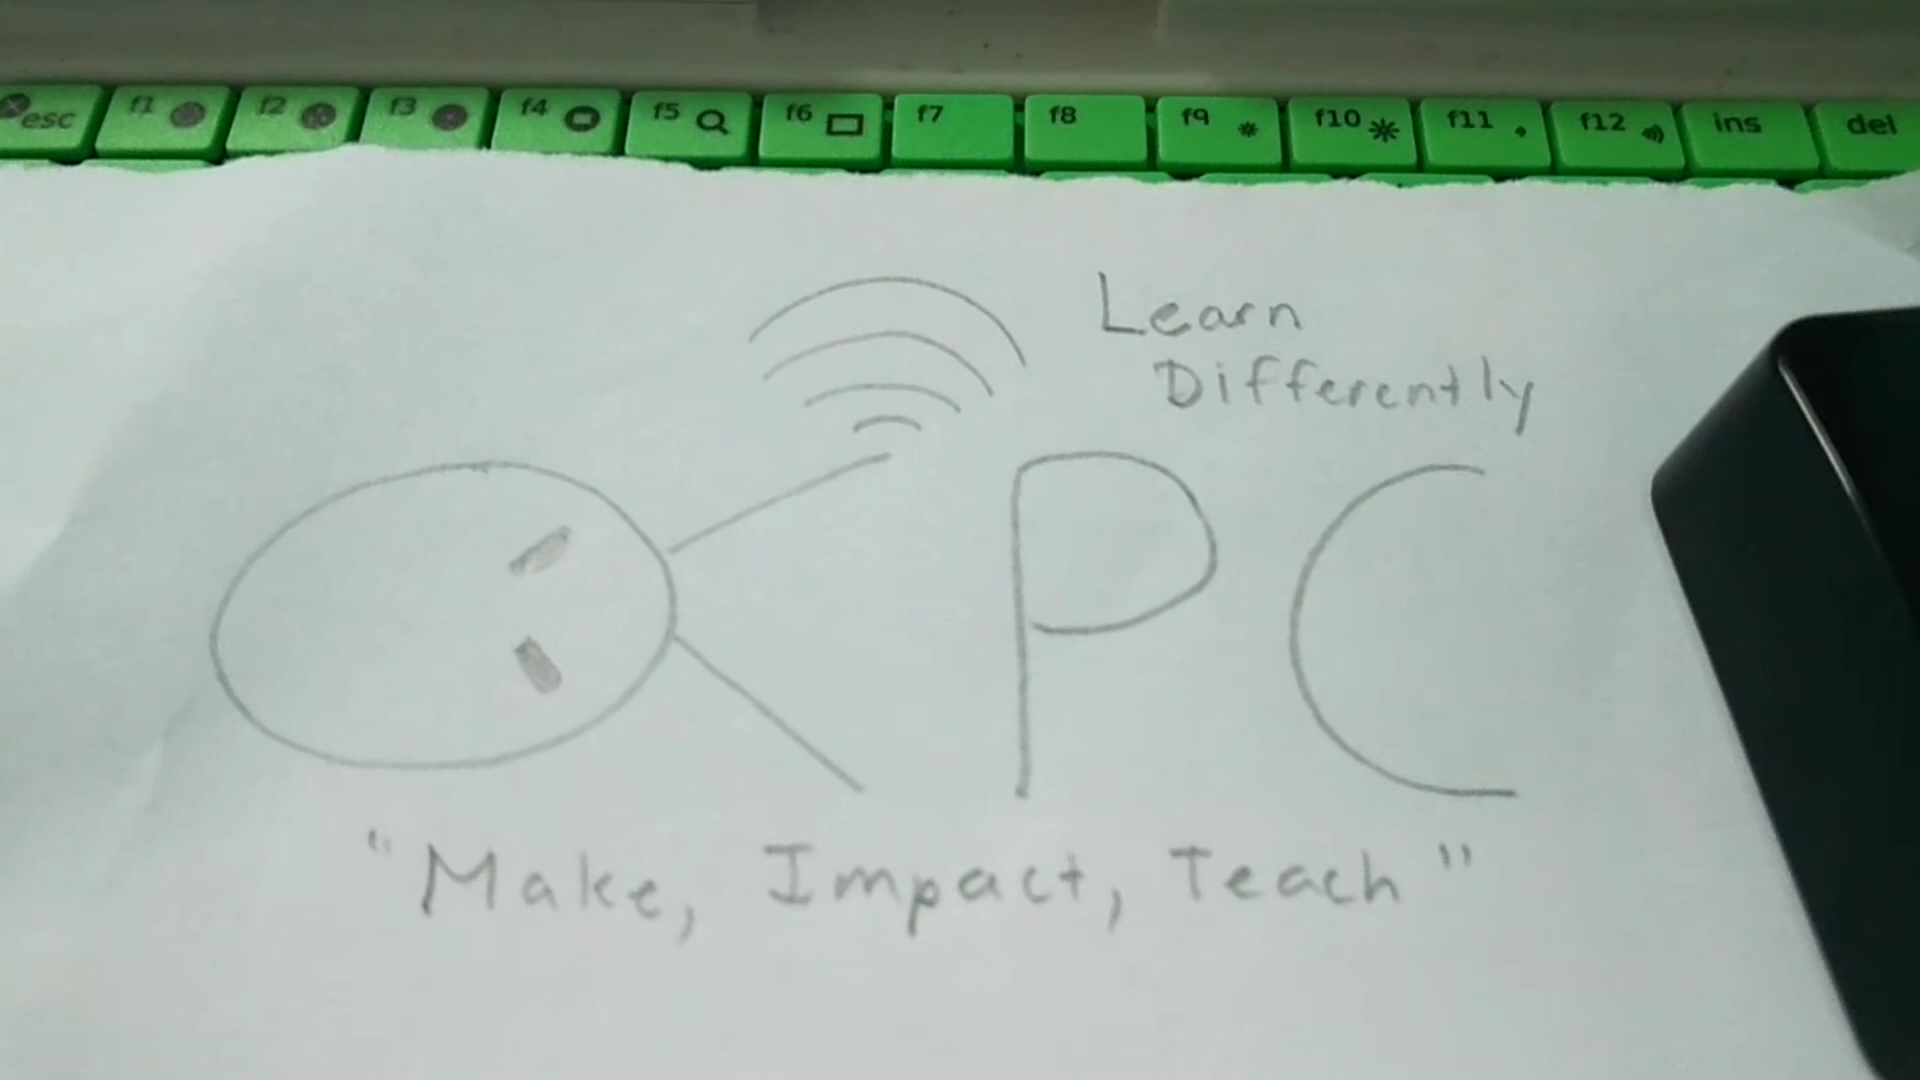 esc f1 f2 f3 f4 f5 f6 f7 f8 f9 f10 f11 f12 ins del
Learn
Differently
PC
"Make, Impact, Teach"